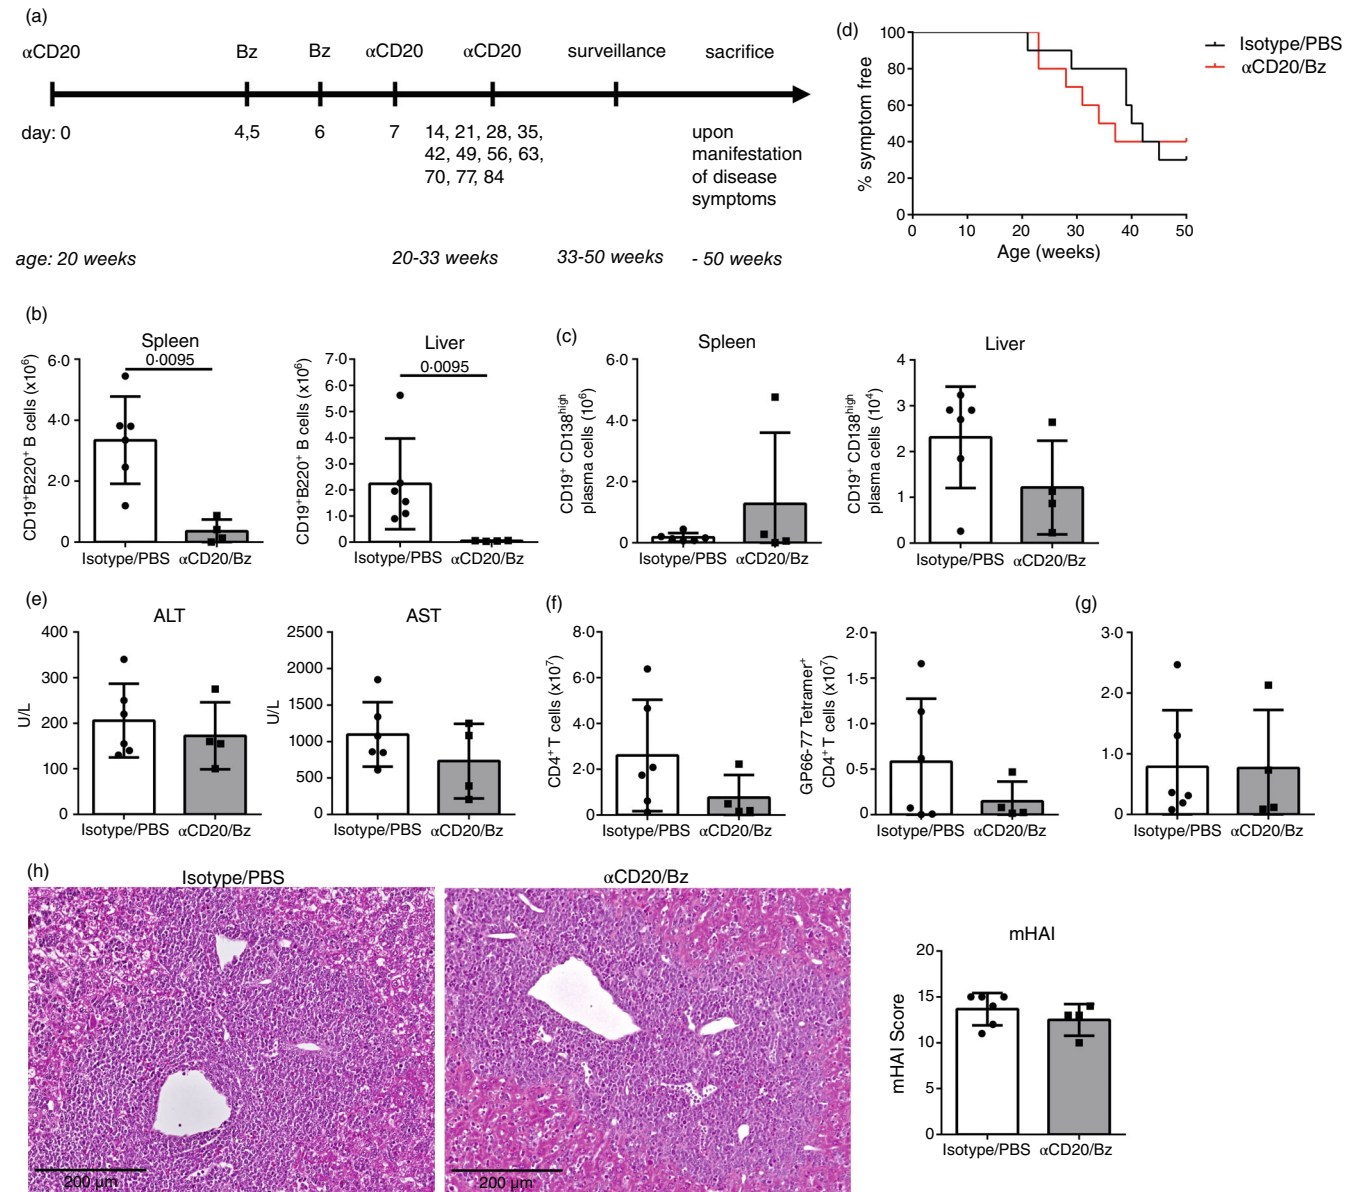 (a)
αCD20 Bz Bz αCD20 αCD20 surveillance sacrifice
day: 0 4,5 6 7 14, 21, 28, 35,
42, 49, 56, 63,
70, 77, 84
upon
manifestation
of disease
symptoms
age: 20 weeks 20-33 weeks 33-50 weeks - 50 weeks
(d)
% symptom free
100
80
60
40
20
0
0 10 20 30 40 50
Age (weeks)
Isotype/PBS
αCD20/Bz
(b)
Spleen
0·0095
CD19⁺B220⁺ B cells (x10⁶)
6·0
4·0
2·0
0
Isotype/PBS αCD20/Bz
Liver
0·0095
CD19⁺B220⁺ B cells (x10⁶)
7·0
6·0
5·0
4·0
3·0
2·0
1·0
0
Isotype/PBS αCD20/Bz
(c)
Spleen
CD19⁺ CD138ʰⁱᵍʰ
plasma cells (10⁶)
6·0
4·0
2·0
0
Isotype/PBS αCD20/Bz
Liver
CD19⁺ CD138ʰⁱᵍʰ
plasma cells (10⁴)
4
3
2
1
0
Isotype/PBS αCD20/Bz
(e)
ALT
U/L
400
300
200
100
0
Isotype/PBS αCD20/Bz
AST
U/L
2500
2000
1500
1000
500
0
Isotype/PBS αCD20/Bz
(f)
CD4⁺T cells (x10⁷)
8·0
6·0
4·0
2·0
0
Isotype/PBS αCD20/Bz
GP66-77 Tetramer⁺
CD4⁺T cells (x10⁷)
2·0
1·5
1·0
0·5
0
Isotype/PBS αCD20/Bz
(g)
3·0
2·0
1·0
0
Isotype/PBS αCD20/Bz
(h)
Isotype/PBS
200 µm
αCD20/Bz
200 µm
mHAI
mHAI Score
20
15
10
5
0
Isotype/PBS αCD20/Bz